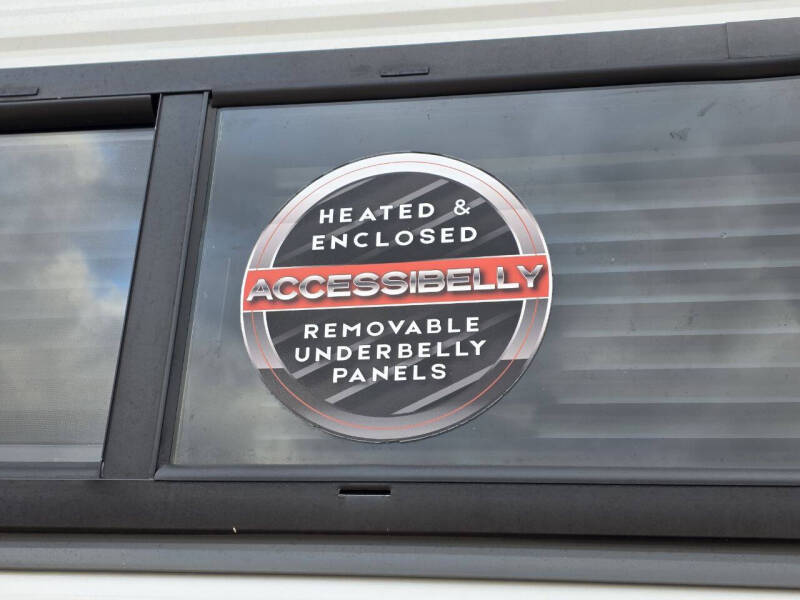 HEATED &
ENCLOSED
ACCESSIBELLY
REMOVABLE
UNDERBELLY
PANELS